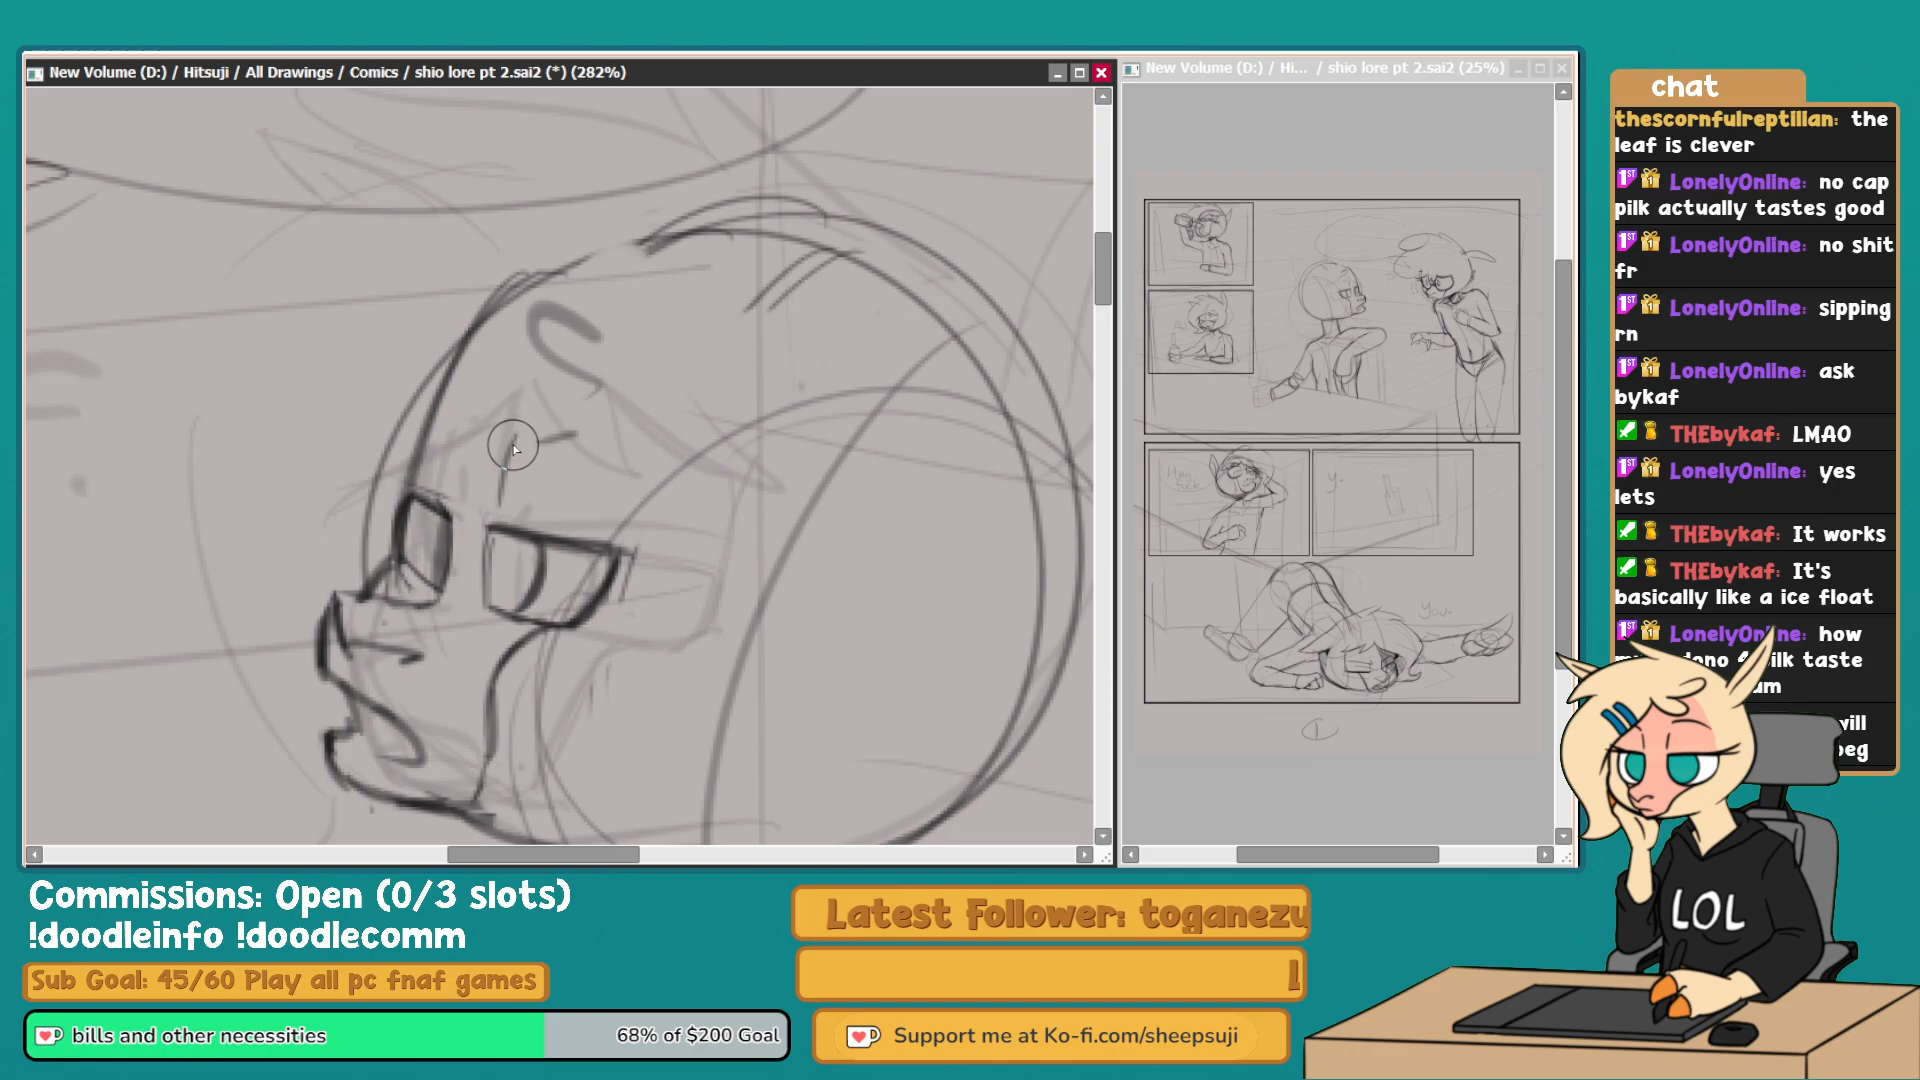 New Volume (D:) / Hitsuji / All Drawings / Comics / shio lore pt 2.sai2 (*) (282%)
New Volume (D:) / Hi... / shio lore pt 2.sai2 (25%)
chat
thescornfulreptilian: the
leaf is clever
LonelyOnline: no cap
pilk actually tastes good
LonelyOnline: no shit
fr
LonelyOnline: sipping
rn
LonelyOnline: ask
bykaf
THEbykaf: LMAO
LonelyOnline: yes
lets
THEbykaf: It works
THEbykaf: It's
basically like a ice float
LonelyOnline: how
taste
will
LOL
you.
y.
1
Commissions: Open (0/3 slots)
!doodleinfo !doodlecomm
Sub Goal: 45/60 Play all pc fnaf games
bills and other necessities
68% of $200 Goal
Latest Follower: toganezu
Support me at Ko-fi.com/sheepsuji